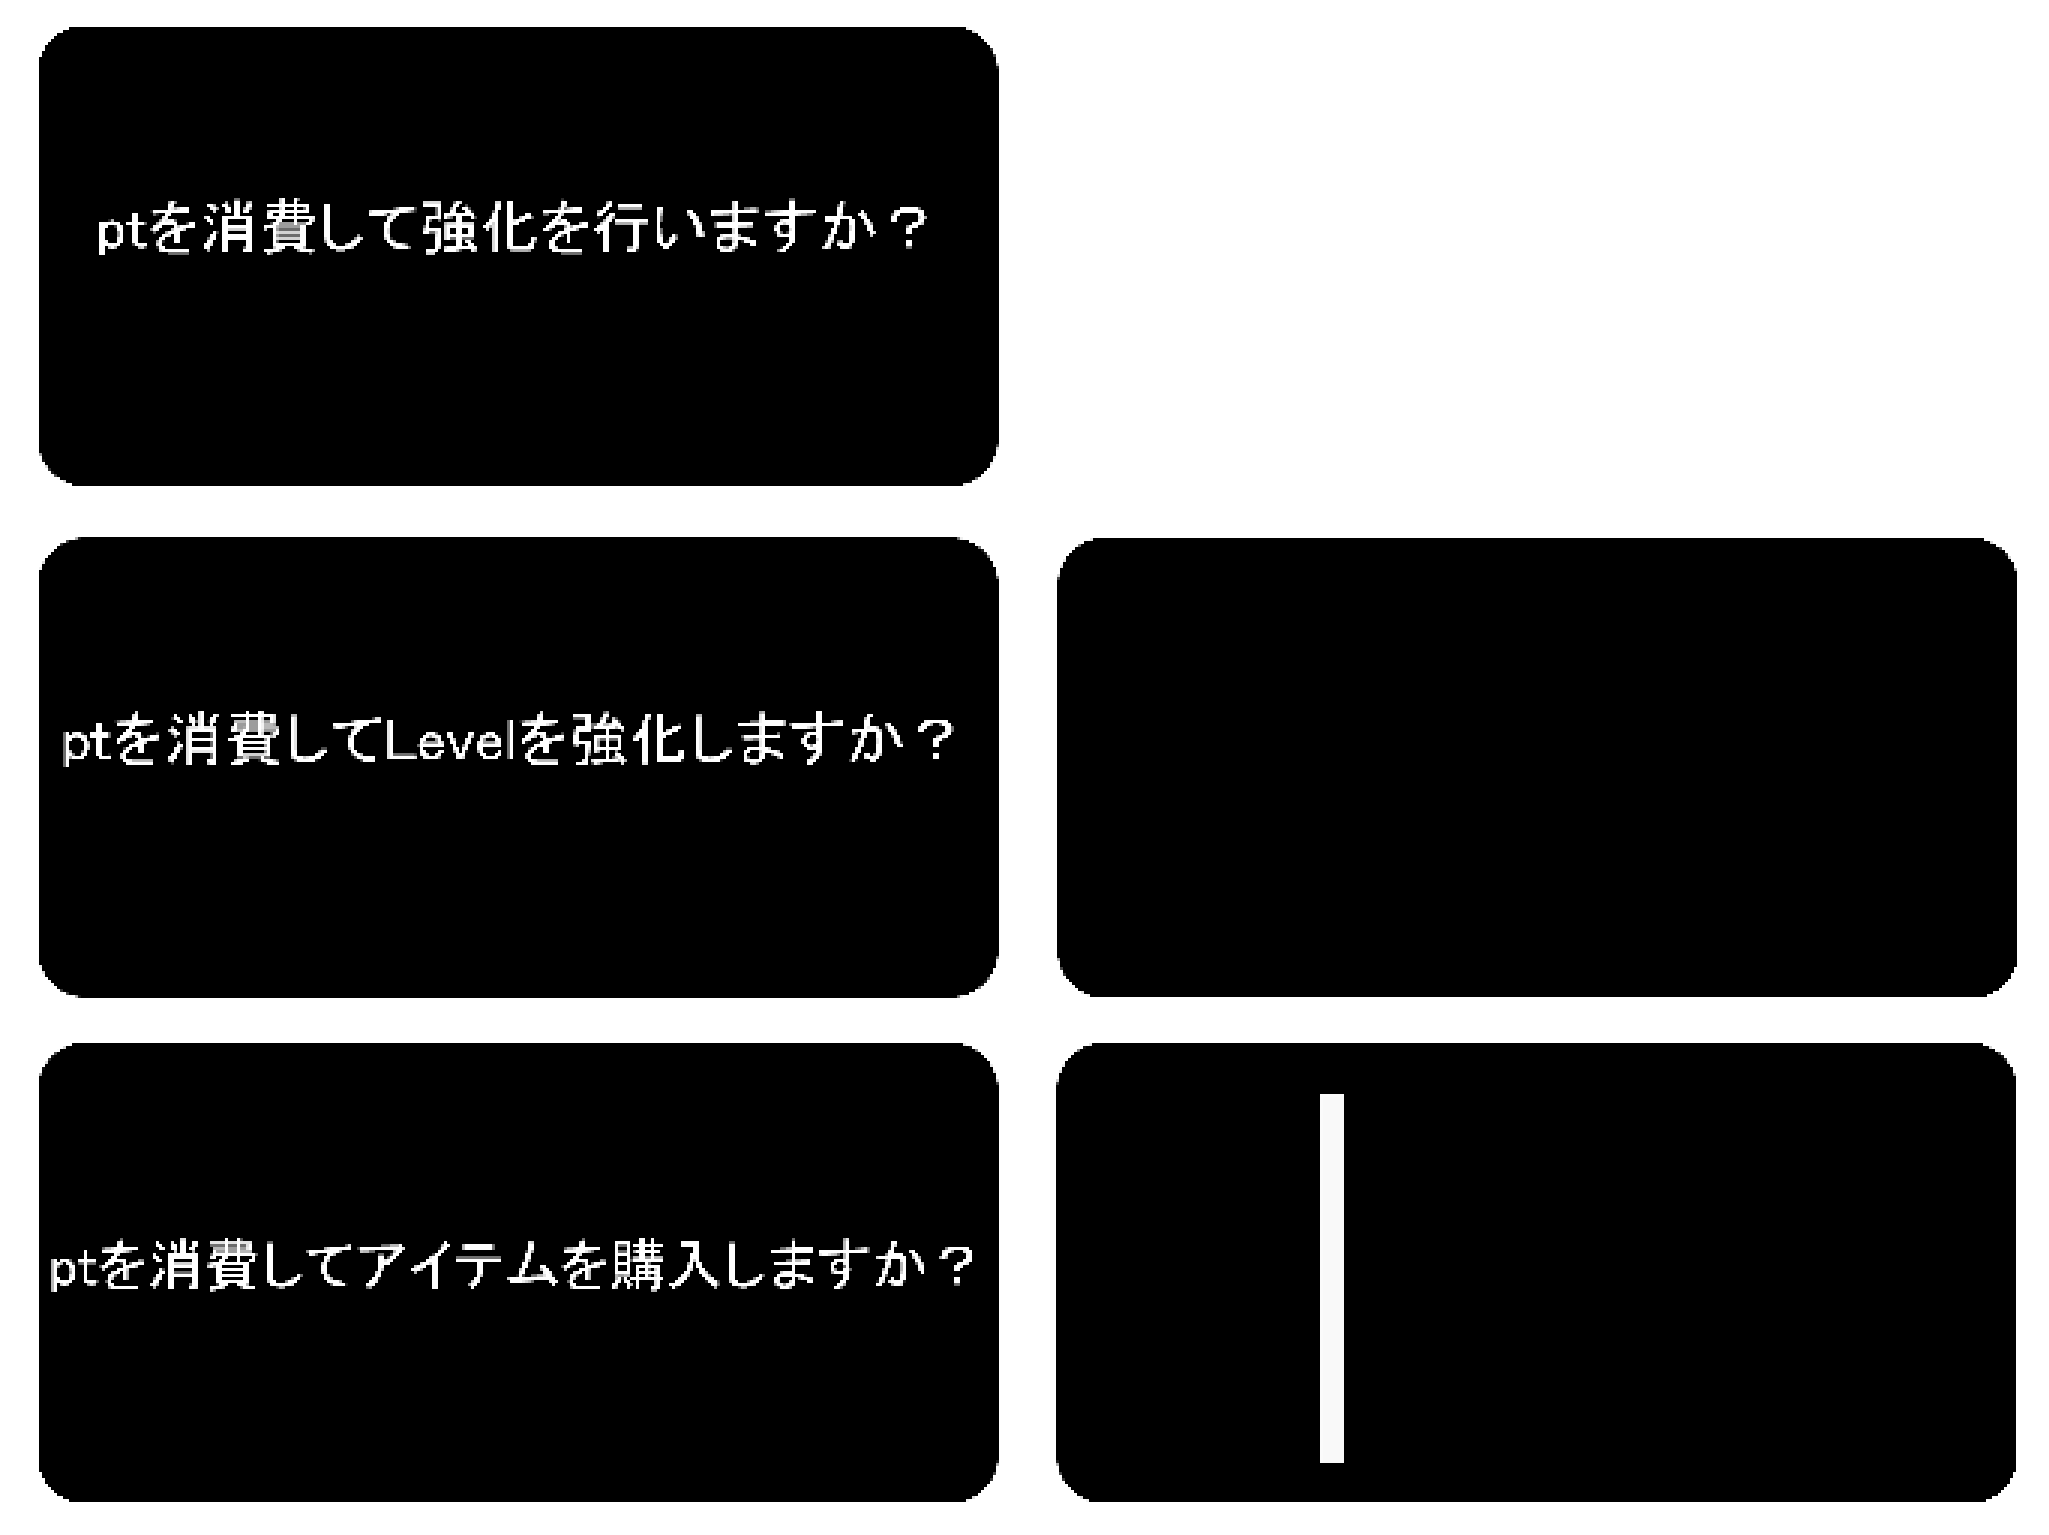 ptを消費して強化を行いますか？
ptを消費してLevelを強化しますか？
ptを消費してアイテムを購入しますか？